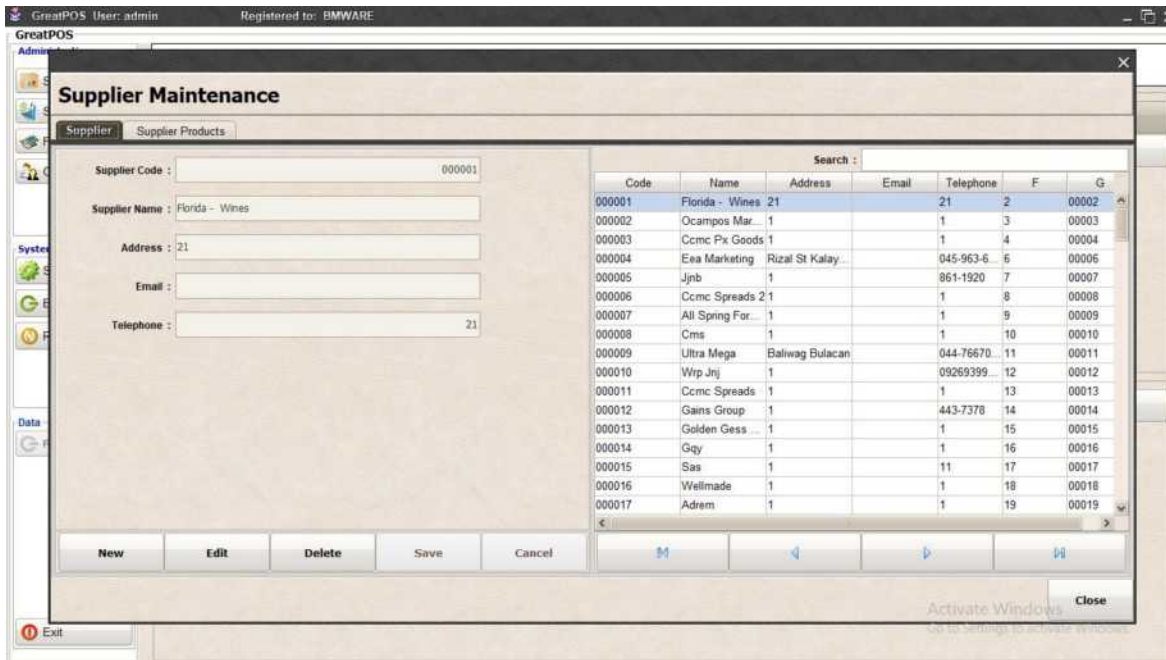 GreatPOS User: admin Registered to: BMWARE
GreatPOS
Supplier Maintenance
Supplier Supplier Products
Supplier Code : 000001
Supplier Name : Florida - Wines
Address : 21
Email :
Telephone : 21
Search :
Code Name Address Email Telephone F G
000001 Florida - Wines 21 21 2 00002
000002 Ocampos Mar... 1 1 3 00003
000003 Ccmc Px Goods 1 1 4 00004
000004 Eea Marketing Rizal St Kalay... 045-963-6... 6 00006
000005 Jjnb 1 861-1920 7 00007
000006 Ccmc Spreads 2 1 1 8 00008
000007 All Spring For... 1 1 9 00009
000008 Cms 1 1 10 00010
000009 Ultra Mega Baliwag Bulacan 044-76670... 11 00011
000010 Wrp Jnj 1 09269399... 12 00012
000011 Ccmc Spreads 1 1 13 00013
000012 Gains Group 1 443-7378 14 00014
000013 Golden Gess ... 1 1 15 00015
000014 Gqy 1 1 16 00016
000015 Sas 1 11 17 00017
000016 Wellmade 1 1 18 00018
000017 Adrem 1 1 19 00019
New Edit Delete Save Cancel
Close
Activate Windows
Go to Settings to activate Windows.
System
Data
Exit